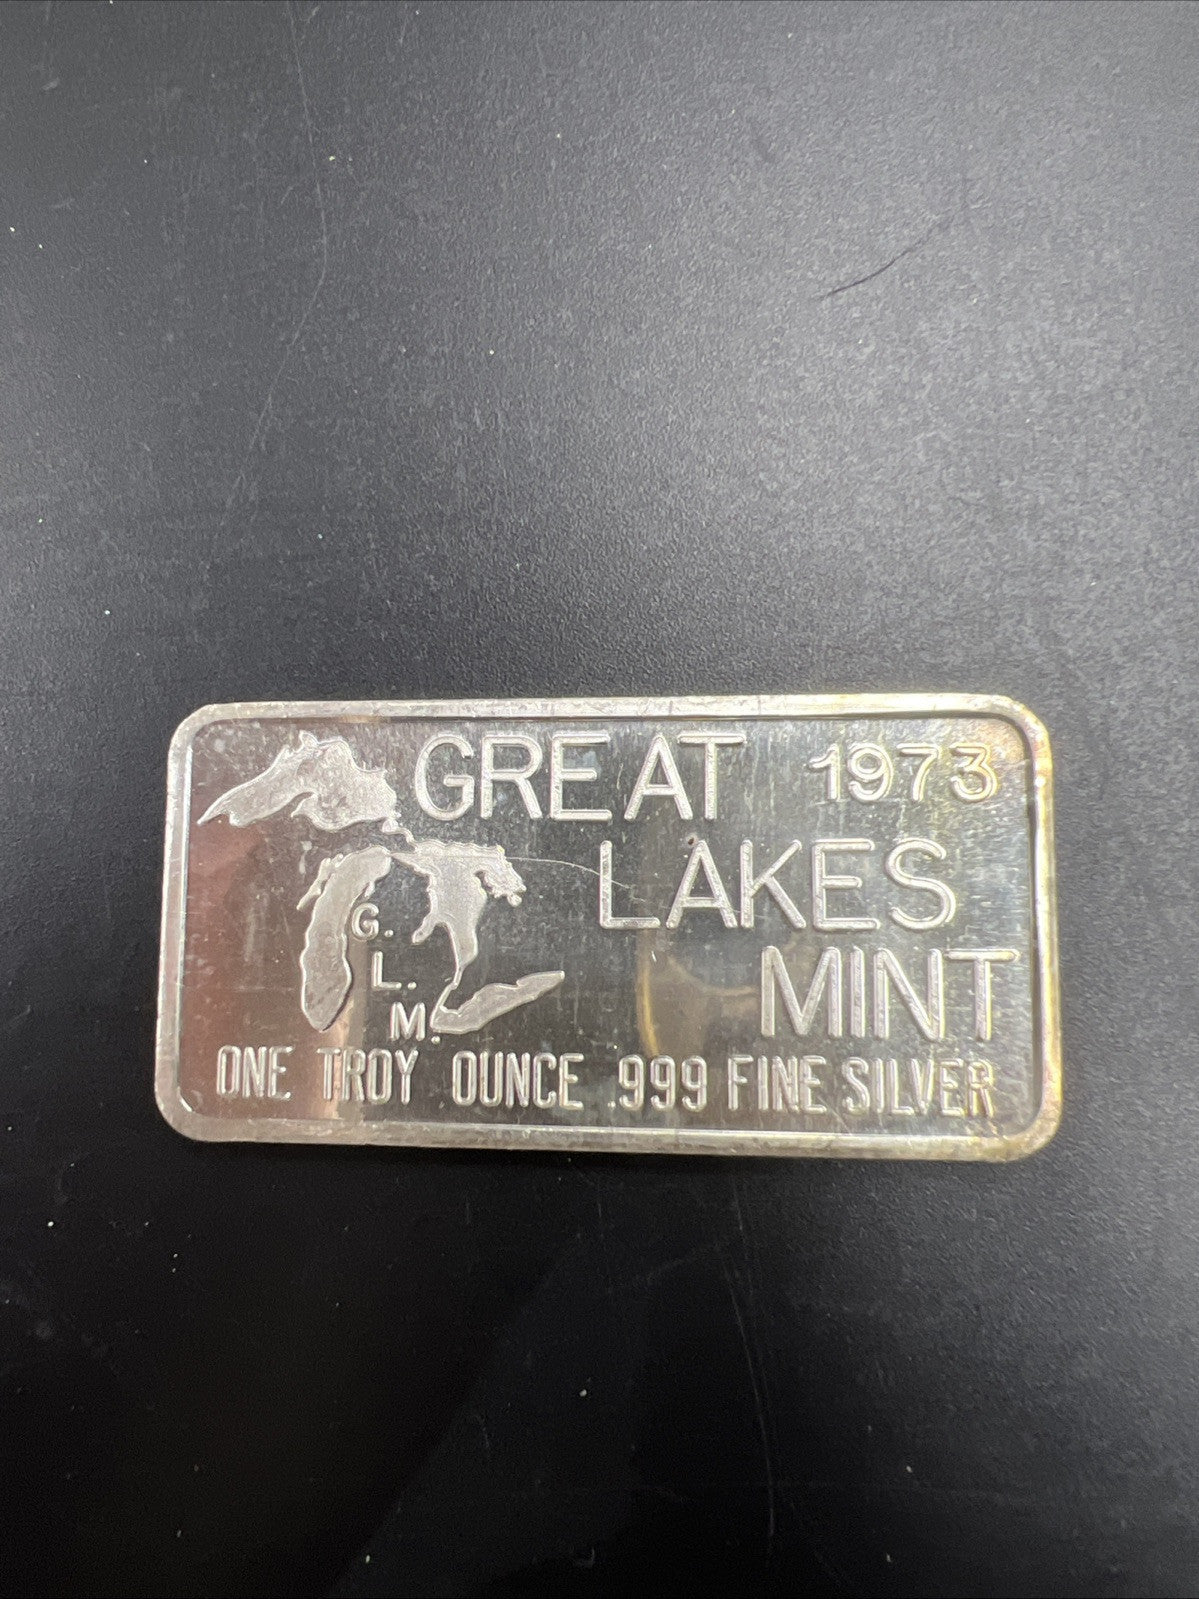 GREAT 1973
LAKES
MINT
G.
L.
M.
ONE TROY OUNCE .999 FINE SILVER